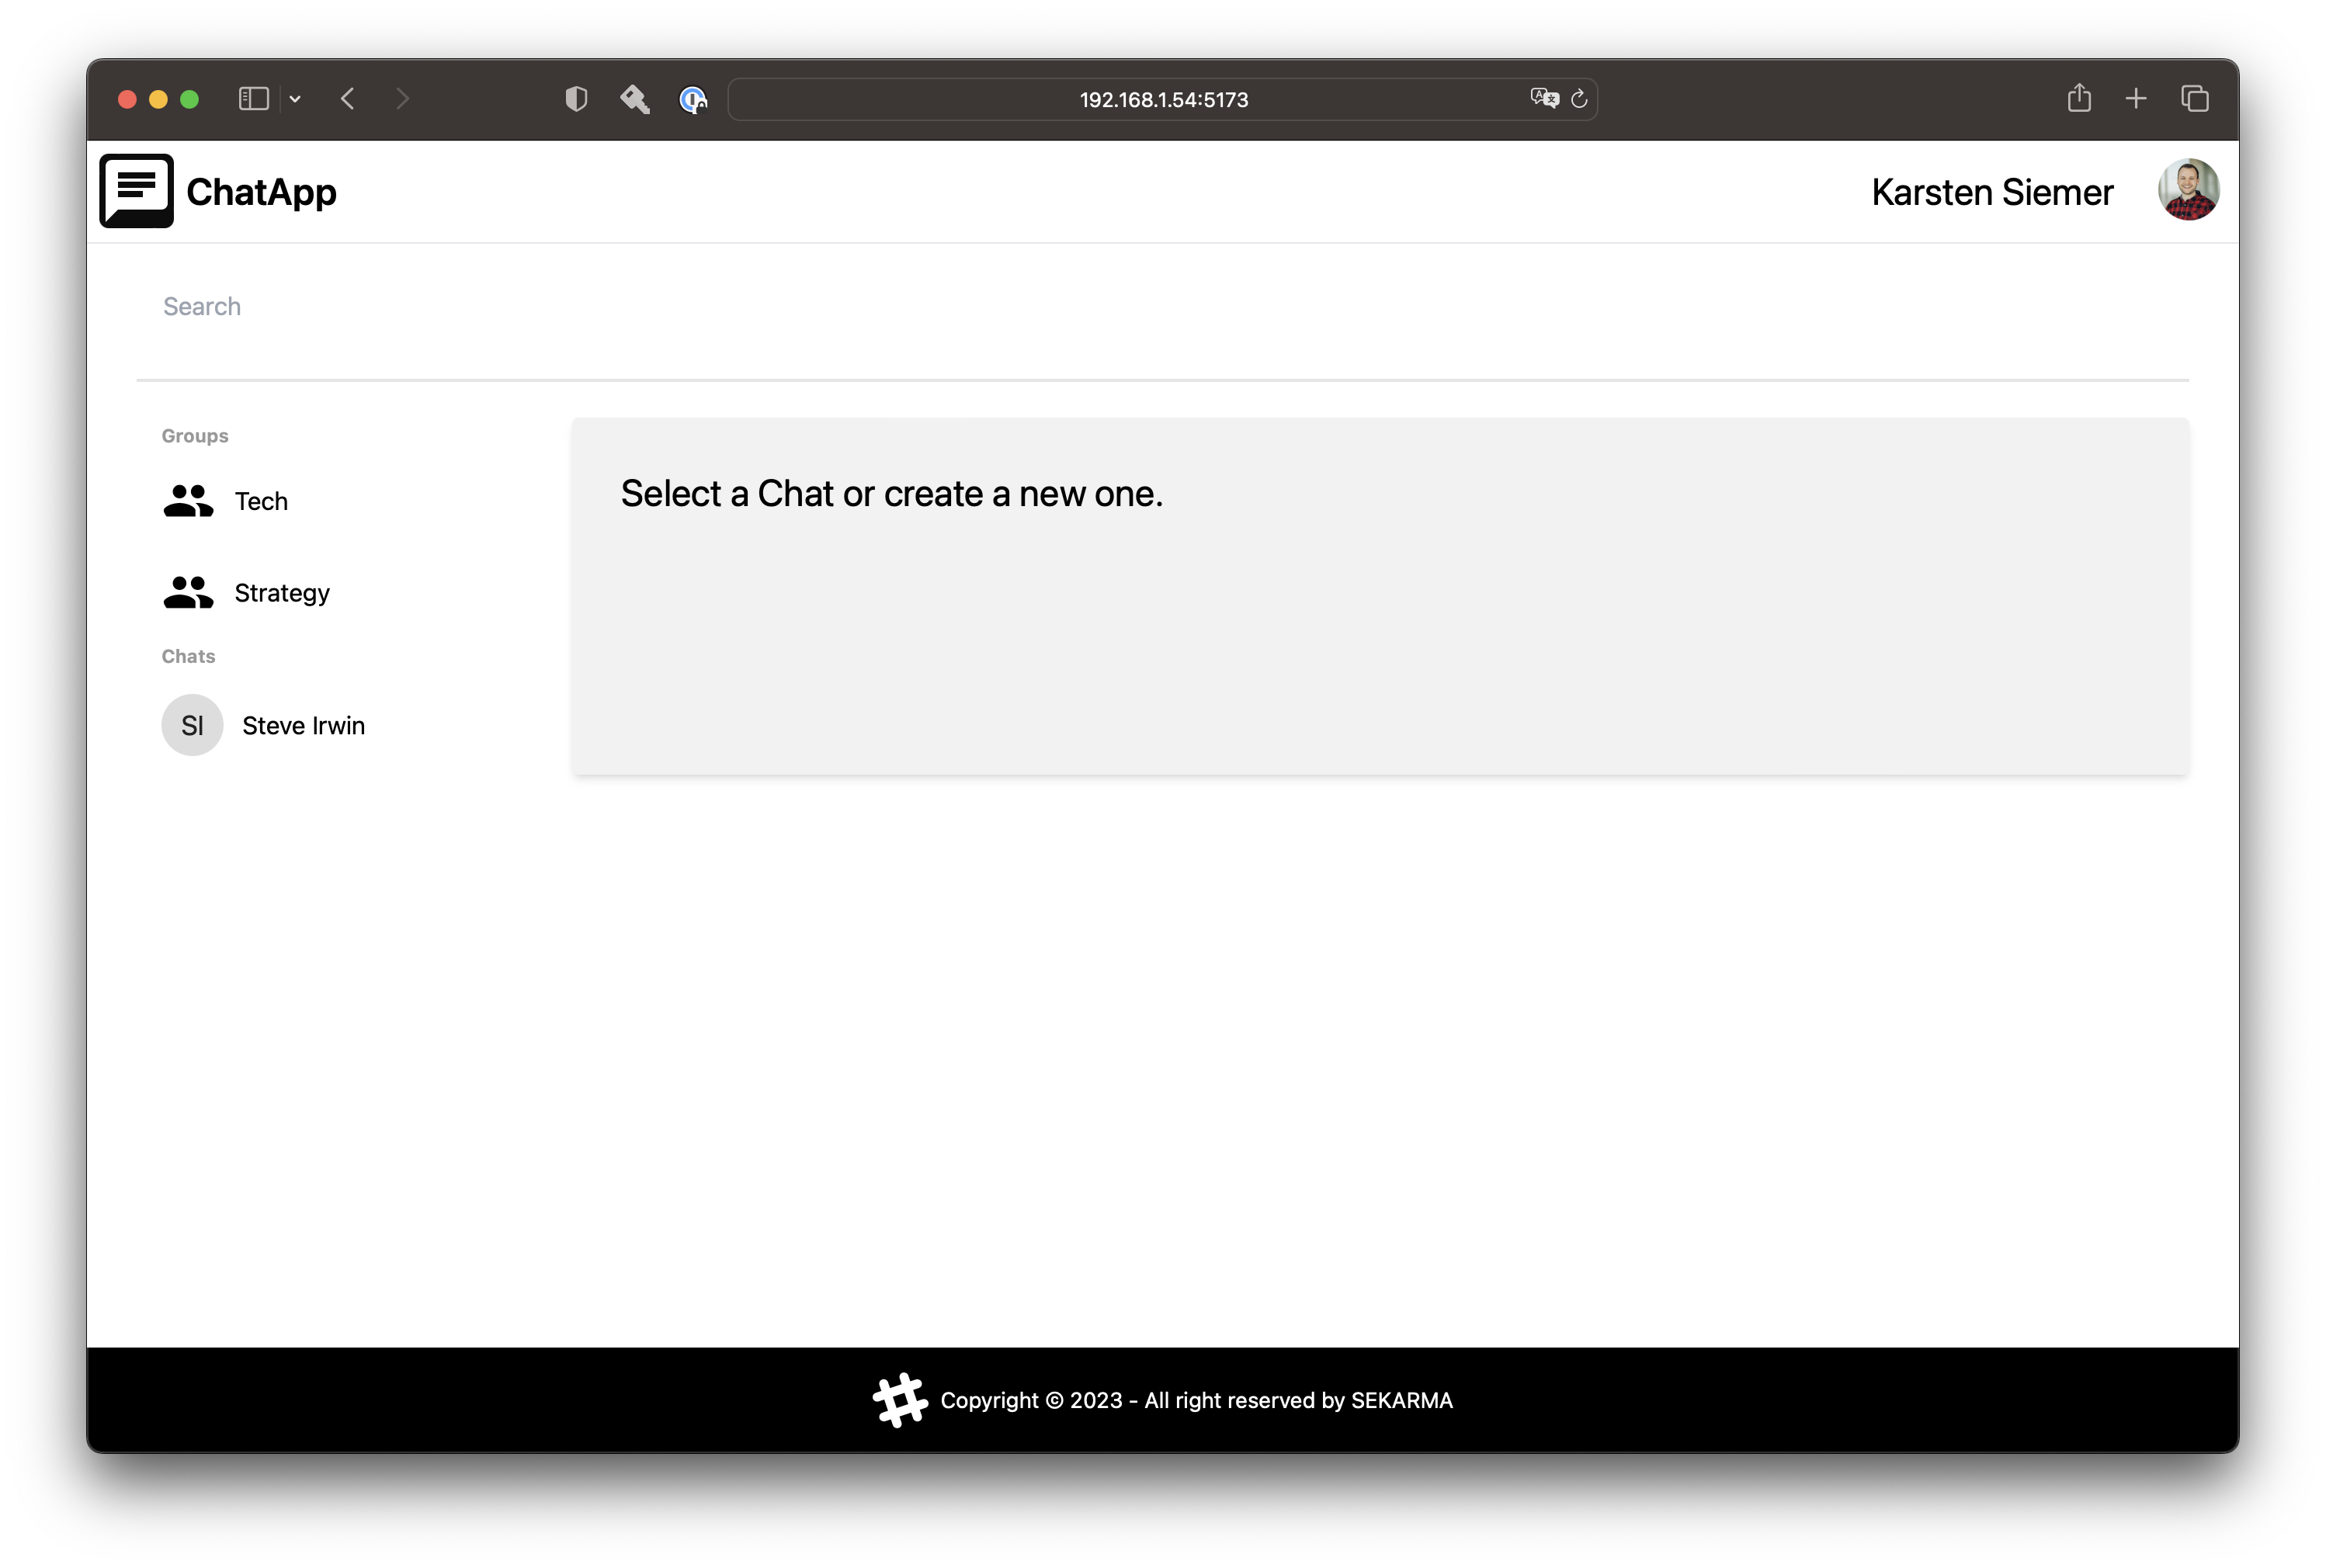 192.168.1.54:5173
ChatApp
Karsten Siemer
Search
Groups
Tech
Strategy
Chats
SI
Steve Irwin
Select a Chat or create a new one.
Copyright © 2023 - All right reserved by SEKARMA